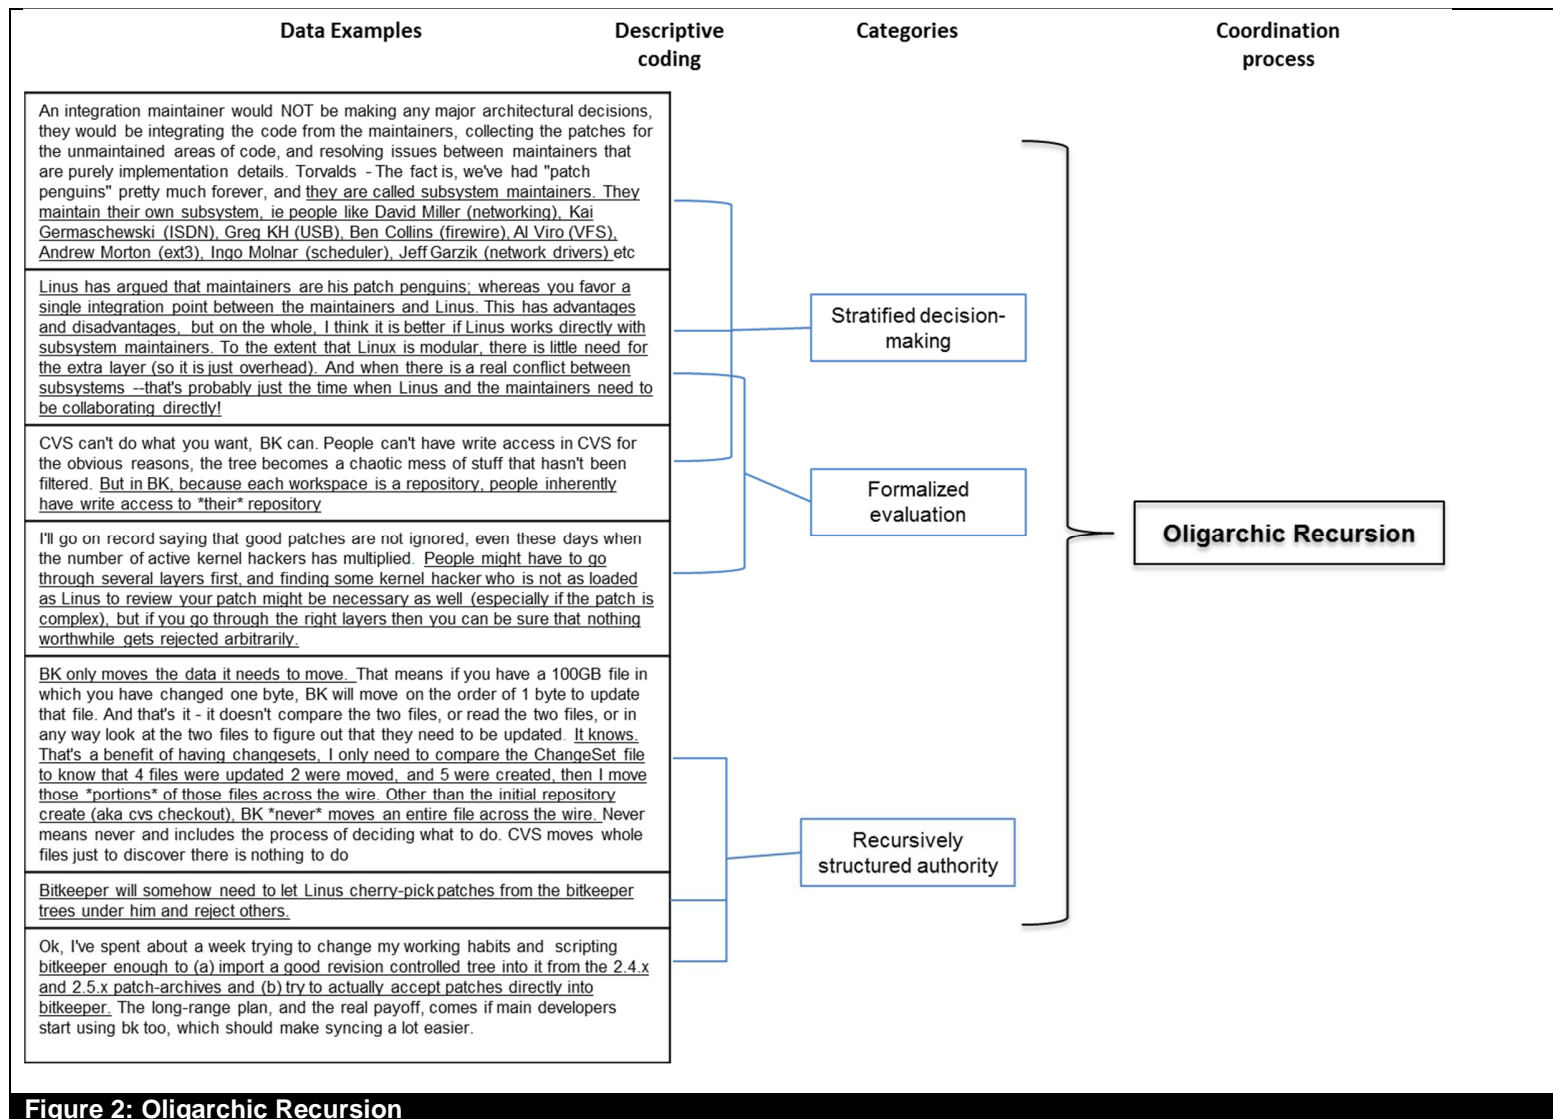 Data Examples
Descriptive
coding
Categories
Coordination
process
An integration maintainer would NOT be making any major architectural decisions,
they would be integrating the code from the maintainers, collecting the patches for
the unmaintained areas of code, and resolving issues between maintainers that
are purely implementation details. Torvalds - The fact is, we've had "patch
penguins" pretty much forever, and they are called subsystem maintainers. They
maintain their own subsystem, ie people like David Miller (networking), Kai
Germaschewski (ISDN), Greg KH (USB), Ben Collins (firewire), Al Viro (VFS),
Andrew Morton (ext3), Ingo Molnar (scheduler), Jeff Garzik (network drivers) etc
Linus has argued that maintainers are his patch penguins; whereas you favor a
single integration point between the maintainers and Linus. This has advantages
and disadvantages, but on the whole, I think it is better if Linus works directly with
subsystem maintainers. To the extent that Linux is modular, there is little need for
the extra layer (so it is just overhead). And when there is a real conflict between
subsystems --that's probably just the time when Linus and the maintainers need to
be collaborating directly!
CVS can't do what you want, BK can. People can't have write access in CVS for
the obvious reasons, the tree becomes a chaotic mess of stuff that hasn't been
filtered. But in BK, because each workspace is a repository, people inherently
have write access to *their* repository
I'll go on record saying that good patches are not ignored, even these days when
the number of active kernel hackers has multiplied. People might have to go
through several layers first, and finding some kernel hacker who is not as loaded
as Linus to review your patch might be necessary as well (especially if the patch is
complex), but if you go through the right layers then you can be sure that nothing
worthwhile gets rejected arbitrarily.
BK only moves the data it needs to move. That means if you have a 100GB file in
which you have changed one byte, BK will move on the order of 1 byte to update
that file. And that's it - it doesn't compare the two files, or read the two files, or in
any way look at the two files to figure out that they need to be updated. It knows.
That's a benefit of having changesets, I only need to compare the ChangeSet file
to know that 4 files were updated 2 were moved, and 5 were created, then I move
those *portions* of those files across the wire. Other than the initial repository
create (aka cvs checkout), BK *never* moves an entire file across the wire. Never
means never and includes the process of deciding what to do. CVS moves whole
files just to discover there is nothing to do
Bitkeeper will somehow need to let Linus cherry-pick patches from the bitkeeper
trees under him and reject others.
Ok, I've spent about a week trying to change my working habits and scripting
bitkeeper enough to (a) import a good revision controlled tree into it from the 2.4.x
and 2.5.x patch-archives and (b) try to actually accept patches directly into
bitkeeper. The long-range plan, and the real payoff, comes if main developers
start using bk too, which should make syncing a lot easier.
Stratified decision-
making
Formalized
evaluation
Recursively
structured authority
Oligarchic Recursion
Figure 2: Oligarchic Recursion